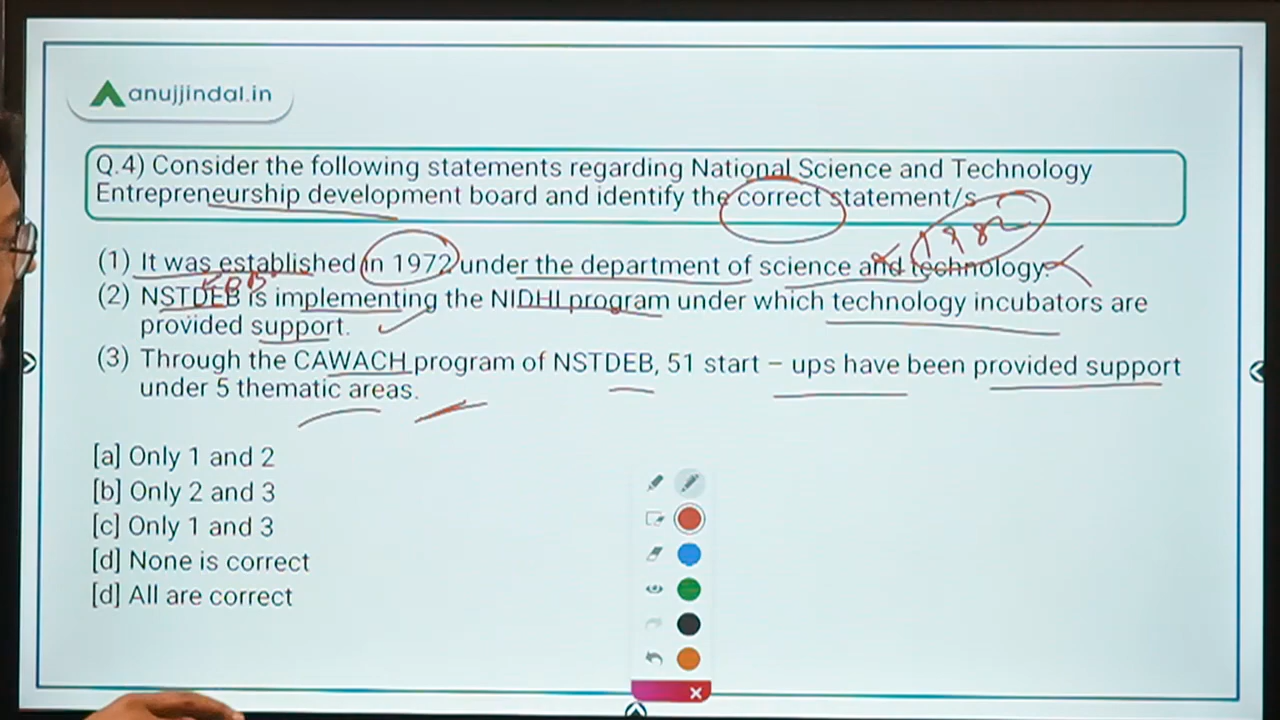 anujjindal.in
Q.4) Consider the following statements regarding National Science and Technology
Entrepreneurship development board and identify the correct statement/s
1982
(1) It was established in 1972 under the department of science and technology.
(2) NSTDEB is implementing the NIDHI program under which technology incubators are
provided support.
(3) Through the CAWACH program of NSTDEB, 51 start – ups have been provided support
under 5 thematic areas.
[a] Only 1 and 2
[b] Only 2 and 3
[c] Only 1 and 3
[d] None is correct
[d] All are correct